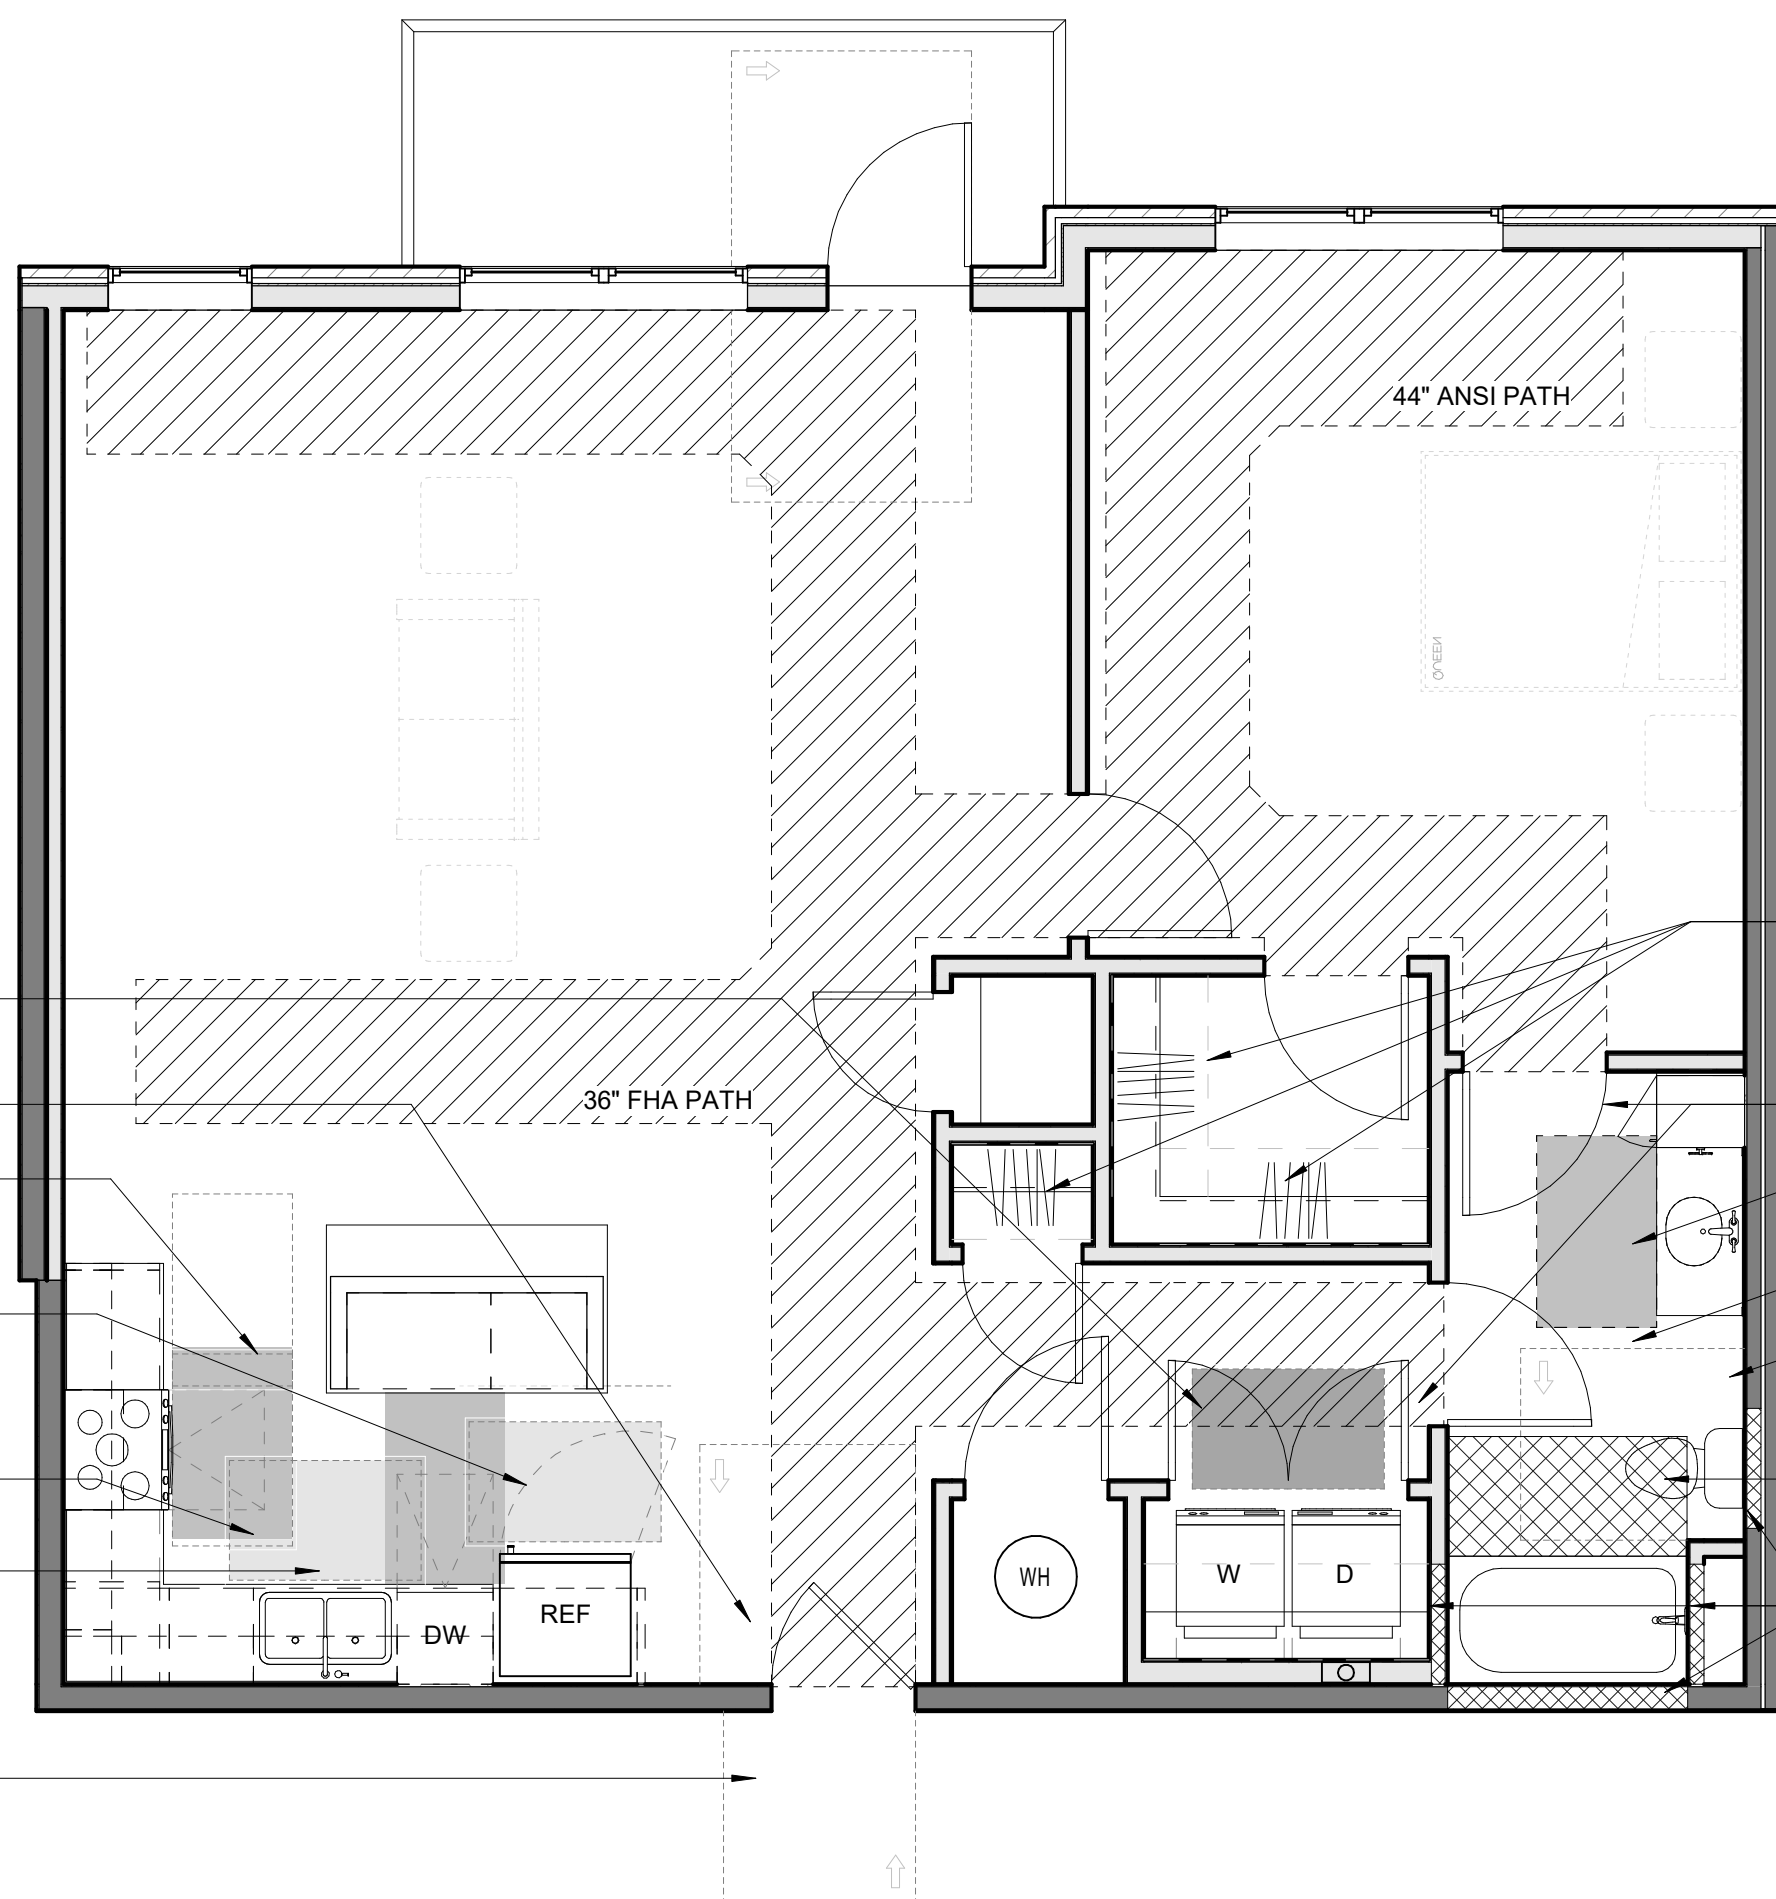 44" ANSI PATH
QUEEN
36" FHA PATH
WH
W
D
REF
DW